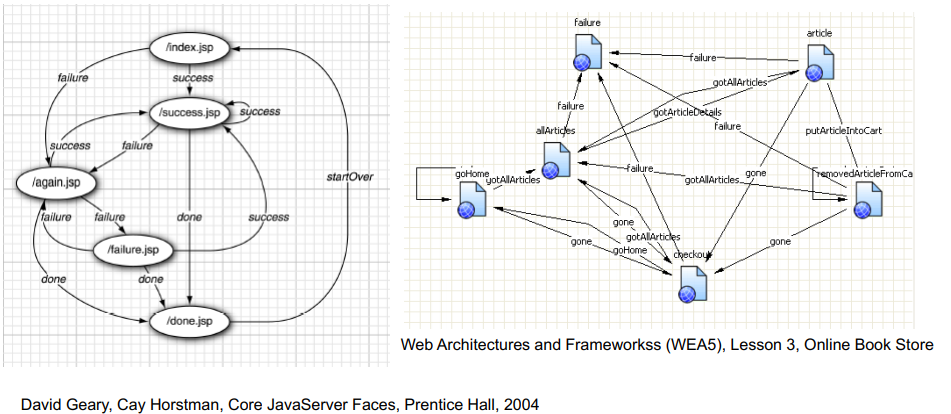 /index.jsp
failure
success
/success.jsp
success
success
failure
/again.jsp
startOver
failure
failure
done
success
/failure.jsp
done
done
/done.jsp
failure
article
failure
gotAllArticles
failure
gotArticleDetails
failure
putArticleIntoCart
allArticles
goHome
gotAllArticles
failure
gone
gotAllArticles
removedArticleFromCa
gone
gotAllArticles
gone
goHome
gone
checkout
Web Architectures and Frameworkss (WEA5), Lesson 3, Online Book Store
David Geary, Cay Horstman, Core JavaServer Faces, Prentice Hall, 2004